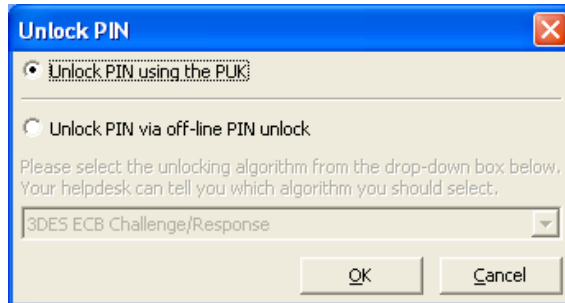 Unlock PIN
Unlock PIN using the PUK
Unlock PIN via off-line PIN unlock
Please select the unlocking algorithm from the drop-down box below.
Your helpdesk can tell you which algorithm you should select.
3DES ECB Challenge/Response
OK
Cancel